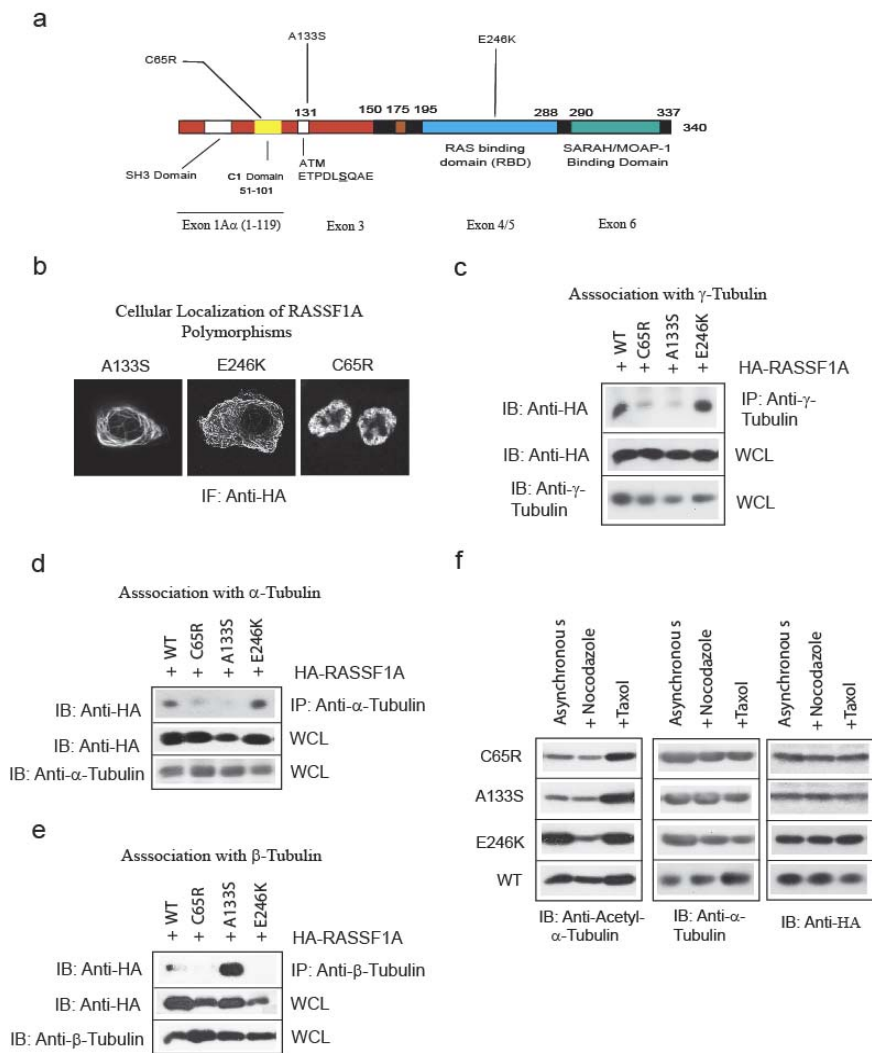 a
A133S
E246K
C65R
131
150 175 195
288 290
337
340
SH3 Domain
C1 Domain
51-101
ATM
ETPDLSQAE
RAS binding
domain (RBD)
SARAH/MOAP-1
Binding Domain
Exon 1Aα (1-119)
Exon 3
Exon 4/5
Exon 6
b
Cellular Localization of RASSF1A
Polymorphisms
A133S E246K C65R
IF: Anti-HA
c
Asssociation with γ-Tubulin
+ WT
+ C65R
+ A133S
+ E246K
HA-RASSF1A
IB: Anti-HA
IP: Anti-γ-
Tubulin
IB: Anti-HA
WCL
IB: Anti-γ-
Tubulin
WCL
d
Asssociation with α-Tubulin
+ WT
+ C65R
+ A133S
+ E246K
HA-RASSF1A
IB: Anti-HA
IP: Anti-α-Tubulin
IB: Anti-HA
WCL
IB: Anti-α-Tubulin
WCL
e
Asssociation with β-Tubulin
+ WT
+ C65R
+ A133S
+ E246K
HA-RASSF1A
IB: Anti-HA
IP: Anti-β-Tubulin
IB: Anti-HA
WCL
IB: Anti-β-Tubulin
WCL
f
Asynchronou s
+ Nocodazole
+Taxol
Asynchronou s
+ Nocodazole
+Taxol
Asynchronou s
+ Nocodazole
+Taxol
C65R
A133S
E246K
WT
IB: Anti-Acetyl-
α-Tubulin
IB: Anti-α-
Tubulin
IB: Anti-HA